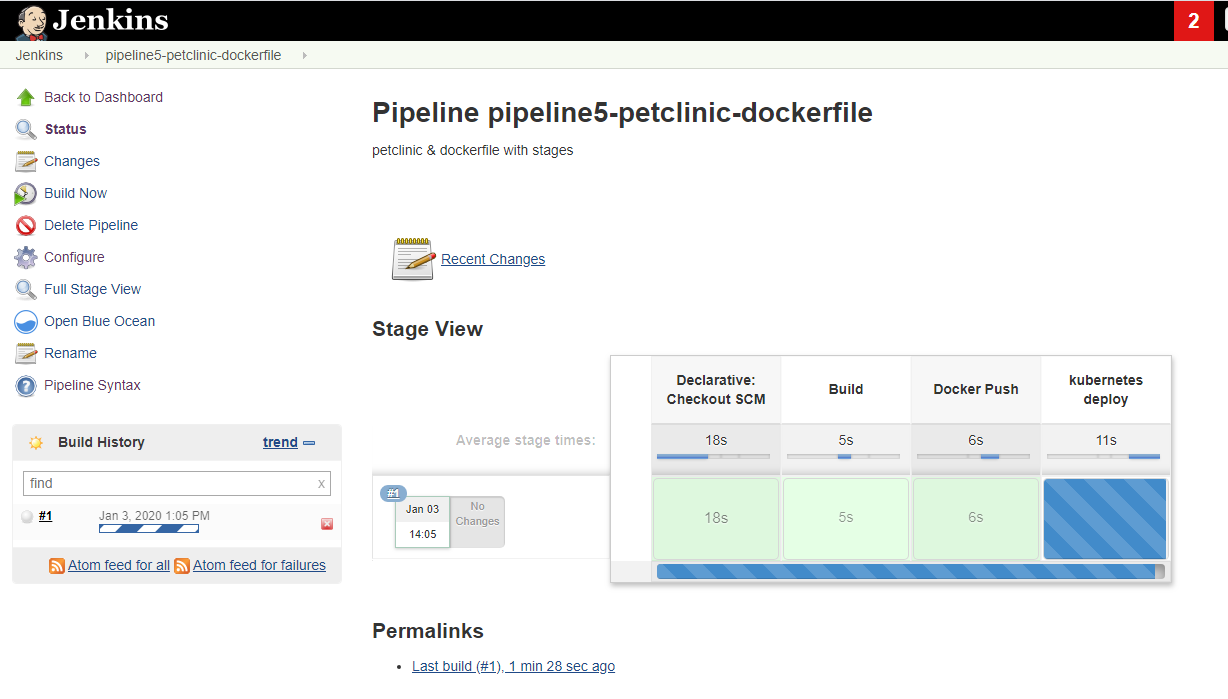 Jenkins
2
Jenkins
pipeline5-petclinic-dockerfile
Back to Dashboard
Status
Changes
Build Now
Delete Pipeline
Configure
Full Stage View
Open Blue Ocean
Rename
Pipeline Syntax
Build History
trend
find
x
#1
Jan 3, 2020 1:05 PM
Atom feed for all
Atom feed for failures
Pipeline pipeline5-petclinic-dockerfile
petclinic & dockerfile with stages
Recent Changes
Stage View
Declarative:
Checkout SCM
Build
Docker Push
kubernetes
deploy
Average stage times:
18s
5s
6s
11s
#1
Jan 03
14:05
No
Changes
18s
5s
6s
Permalinks
• Last build (#1), 1 min 28 sec ago